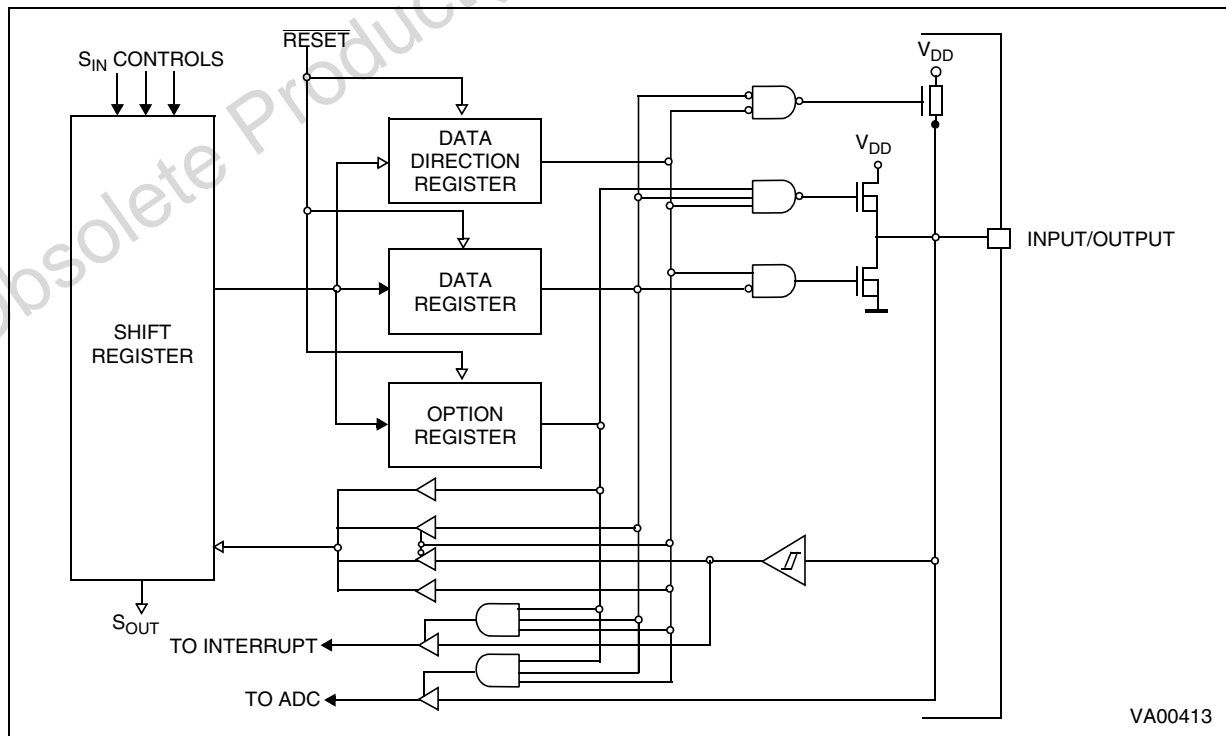 Obsolete Produc
RESET
S_IN CONTROLS
V_DD
DATA
DIRECTION
REGISTER
V_DD
INPUT/OUTPUT
DATA
REGISTER
SHIFT
REGISTER
OPTION
REGISTER
S_OUT
TO INTERRUPT
TO ADC
VA00413